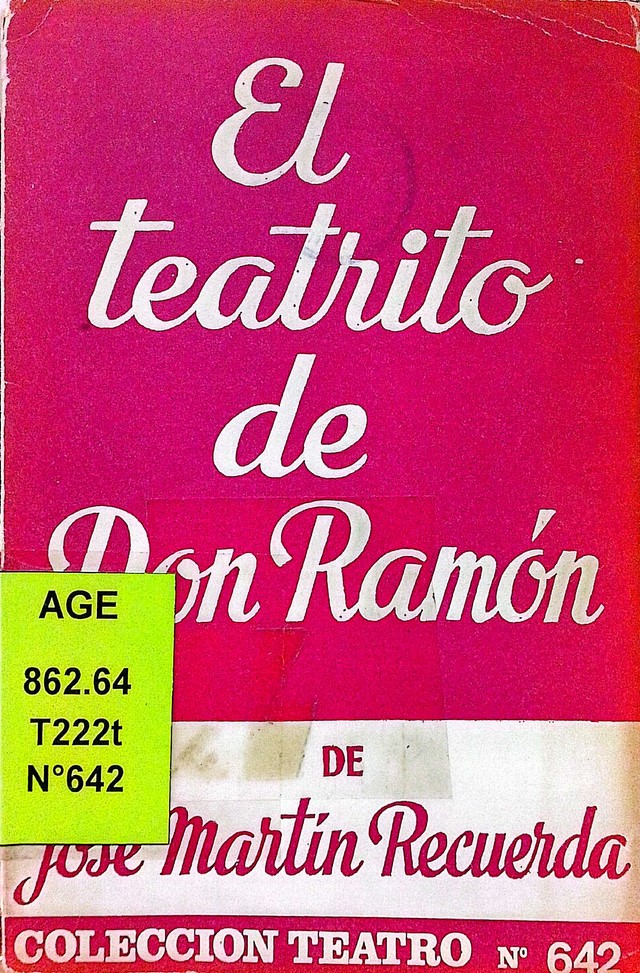 El
teatrito
de
Don Ramón
AGE
862.64
T222t
N°642
DE
José Martín Recuerda
COLECCION TEATRO Nº 642